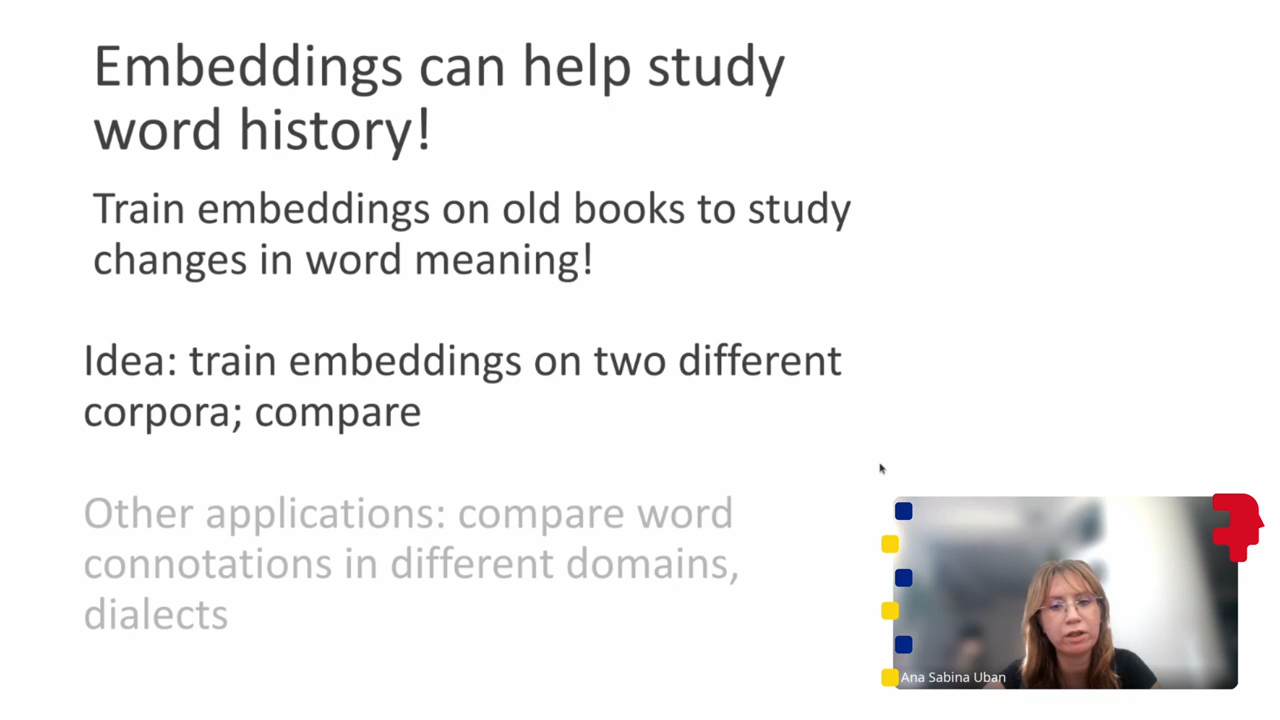 Embeddings can help study
word history!
Train embeddings on old books to study
changes in word meaning!
Idea: train embeddings on two different
corpora; compare
Other applications: compare word
connotations in different domains,
dialects
Ana Sabina Uban